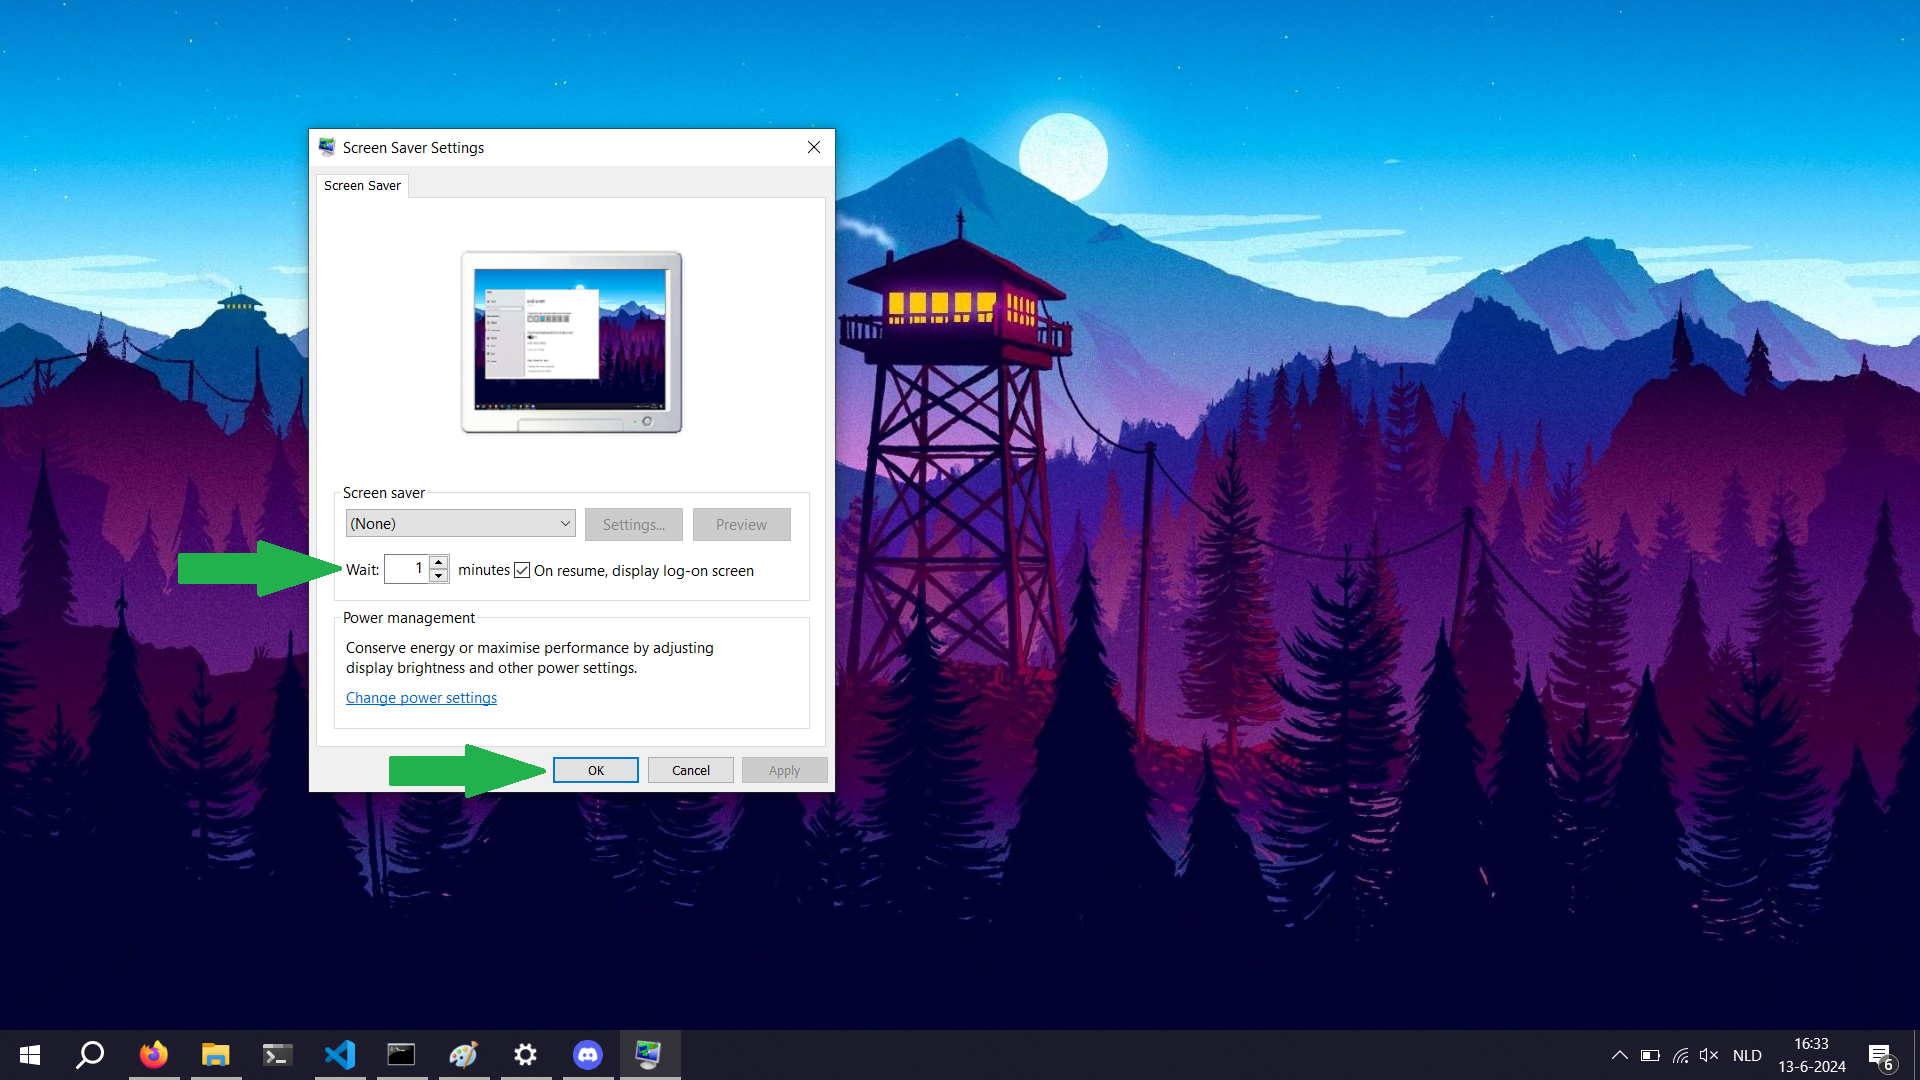 Screen Saver Settings
Screen Saver
Screen saver
(None)
Settings...
Preview
Wait: 1 minutes On resume, display log-on screen
Power management
Conserve energy or maximise performance by adjusting
display brightness and other power settings.
Change power settings
OK
Cancel
Apply
NLD
16:33
13-6-2024
6